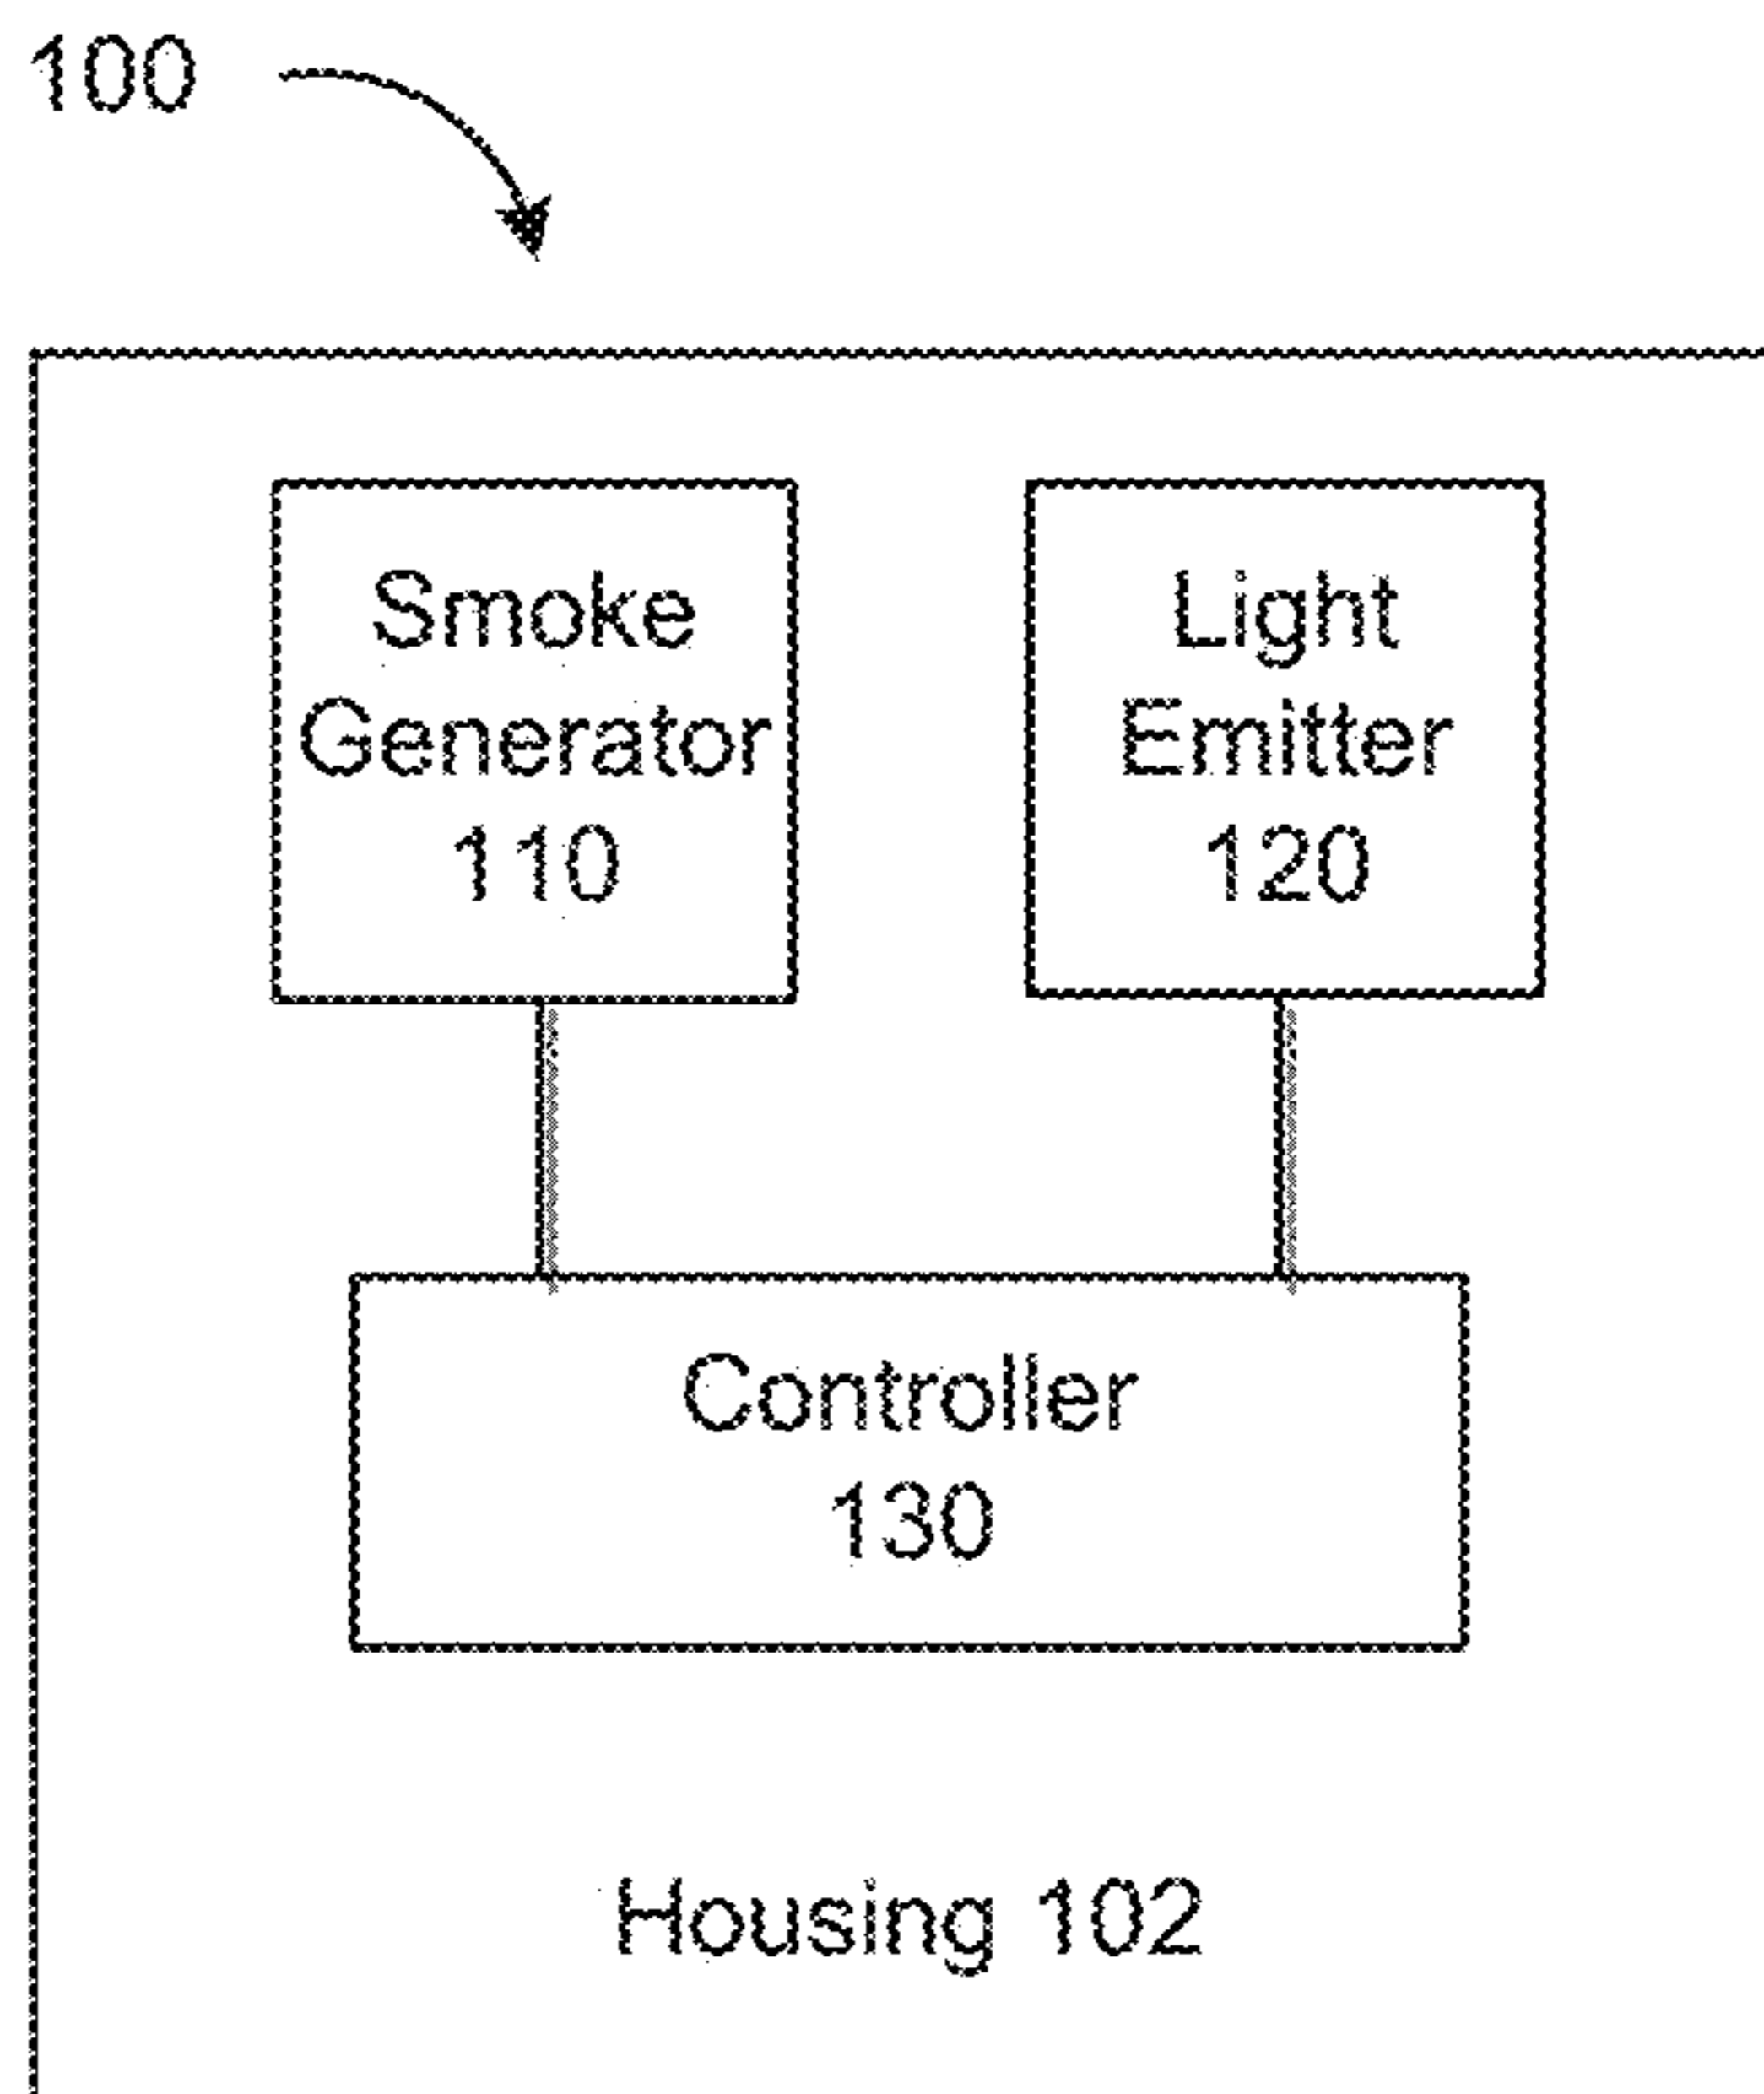 100
Smoke
Generator
110
Light
Emitter
120
Controller
130
Housing 102